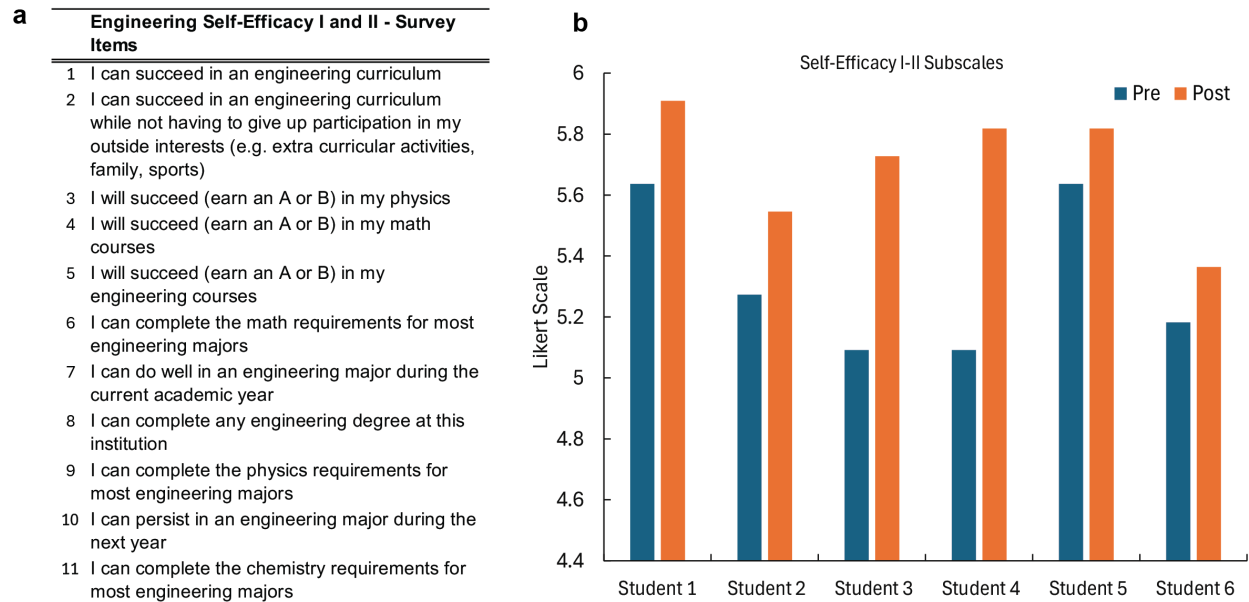 a
Engineering Self-Efficacy I and II - Survey
Items
1 I can succeed in an engineering curriculum
2 I can succeed in an engineering curriculum
while not having to give up participation in my
outside interests (e.g. extra curricular activities,
family, sports)
3 I will succeed (earn an A or B) in my physics
4 I will succeed (earn an A or B) in my math
courses
5 I will succeed (earn an A or B) in my
engineering courses
6 I can complete the math requirements for most
engineering majors
7 I can do well in an engineering major during the
current academic year
8 I can complete any engineering degree at this
institution
9 I can complete the physics requirements for
most engineering majors
10 I can persist in an engineering major during the
next year
11 I can complete the chemistry requirements for
most engineering majors
b
Self-Efficacy I-II Subscales
Pre Post
Likert Scale
6
5.8
5.6
5.4
5.2
5
4.8
4.6
4.4
Student 1 Student 2 Student 3 Student 4 Student 5 Student 6